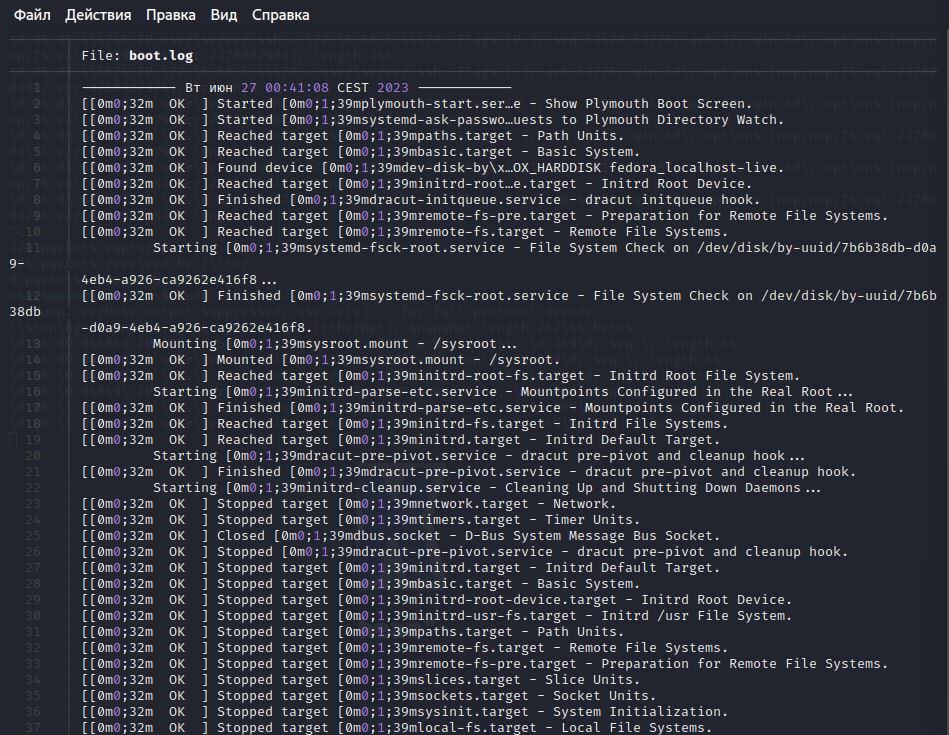 Файл Действия Правка Вид Справка
File: boot.log
1 ──────────── Вт июн 27 00:41:08 CEST 2023 ────────────
2 [[0m0;32m  OK  ] Started [0m0;1;39mplymouth-start.ser…e - Show Plymouth Boot Screen.
3 [[0m0;32m  OK  ] Started [0m0;1;39msystemd-ask-passwo…uests to Plymouth Directory Watch.
4 [[0m0;32m  OK  ] Reached target [0m0;1;39mpaths.target - Path Units.
5 [[0m0;32m  OK  ] Reached target [0m0;1;39mbasic.target - Basic System.
6 [[0m0;32m  OK  ] Found device [0m0;1;39mdev-disk-by\x…OX_HARDDISK fedora_localhost-live.
7 [[0m0;32m  OK  ] Reached target [0m0;1;39minitrd-root…e.target - Initrd Root Device.
8 [[0m0;32m  OK  ] Finished [0m0;1;39mdracut-initqueue.service - dracut initqueue hook.
9 [[0m0;32m  OK  ] Reached target [0m0;1;39mremote-fs-pre.target - Preparation for Remote File Systems.
10 [[0m0;32m  OK  ] Reached target [0m0;1;39mremote-fs.target - Remote File Systems.
11 Starting [0m0;1;39msystemd-fsck-root.service - File System Check on /dev/disk/by-uuid/7b6b38db-d0a
9-
4eb4-a926-ca9262e416f8...
12 [[0m0;32m  OK  ] Finished [0m0;1;39msystemd-fsck-root.service - File System Check on /dev/disk/by-uuid/7b6b
38db
-d0a9-4eb4-a926-ca9262e416f8.
13 Mounting [0m0;1;39msysroot.mount - /sysroot...
14 [[0m0;32m  OK  ] Mounted [0m0;1;39msysroot.mount - /sysroot.
15 [[0m0;32m  OK  ] Reached target [0m0;1;39minitrd-root-fs.target - Initrd Root File System.
16 Starting [0m0;1;39minitrd-parse-etc.service - Mountpoints Configured in the Real Root...
17 [[0m0;32m  OK  ] Finished [0m0;1;39minitrd-parse-etc.service - Mountpoints Configured in the Real Root.
18 [[0m0;32m  OK  ] Reached target [0m0;1;39minitrd-fs.target - Initrd File Systems.
19 [[0m0;32m  OK  ] Reached target [0m0;1;39minitrd.target - Initrd Default Target.
20 Starting [0m0;1;39mdracut-pre-pivot.service - dracut pre-pivot and cleanup hook...
21 [[0m0;32m  OK  ] Finished [0m0;1;39mdracut-pre-pivot.service - dracut pre-pivot and cleanup hook.
22 Starting [0m0;1;39minitrd-cleanup.service - Cleaning Up and Shutting Down Daemons...
23 [[0m0;32m  OK  ] Stopped target [0m0;1;39mnetwork.target - Network.
24 [[0m0;32m  OK  ] Stopped target [0m0;1;39mtimers.target - Timer Units.
25 [[0m0;32m  OK  ] Closed [0m0;1;39mdbus.socket - D-Bus System Message Bus Socket.
26 [[0m0;32m  OK  ] Stopped [0m0;1;39mdracut-pre-pivot.service - dracut pre-pivot and cleanup hook.
27 [[0m0;32m  OK  ] Stopped target [0m0;1;39minitrd.target - Initrd Default Target.
28 [[0m0;32m  OK  ] Stopped target [0m0;1;39mbasic.target - Basic System.
29 [[0m0;32m  OK  ] Stopped target [0m0;1;39minitrd-root-device.target - Initrd Root Device.
30 [[0m0;32m  OK  ] Stopped target [0m0;1;39minitrd-usr-fs.target - Initrd /usr File System.
31 [[0m0;32m  OK  ] Stopped target [0m0;1;39mpaths.target - Path Units.
32 [[0m0;32m  OK  ] Stopped target [0m0;1;39mremote-fs.target - Remote File Systems.
33 [[0m0;32m  OK  ] Stopped target [0m0;1;39mremote-fs-pre.target - Preparation for Remote File Systems.
34 [[0m0;32m  OK  ] Stopped target [0m0;1;39mslices.target - Slice Units.
35 [[0m0;32m  OK  ] Stopped target [0m0;1;39msockets.target - Socket Units.
36 [[0m0;32m  OK  ] Stopped target [0m0;1;39msysinit.target - System Initialization.
37 [[0m0;32m  OK  ] Stopped target [0m0;1;39mlocal-fs.target - Local File Systems.